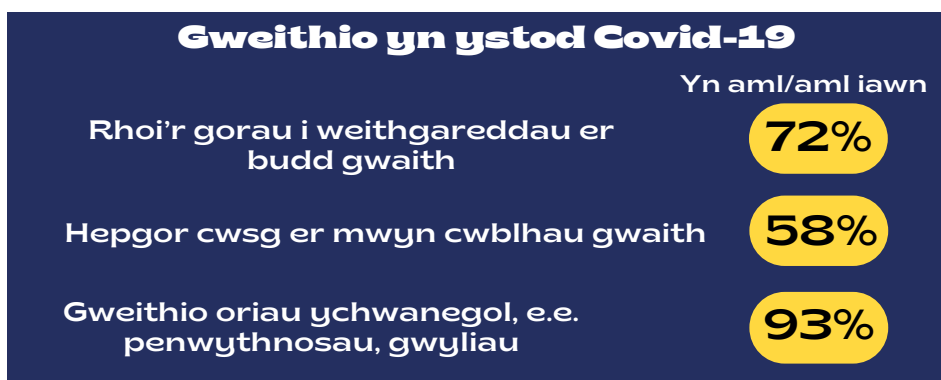 Gweithio yn ystod Covid-19
Yn aml/aml iawn
Rhoi'r gorau i weithgareddau er
budd gwaith
72%
Hepgor cwsg er mwyn cwblhau gwaith
58%
Gweithio oriau ychwanegol, e.e.
penwythnosau, gwyliau
93%